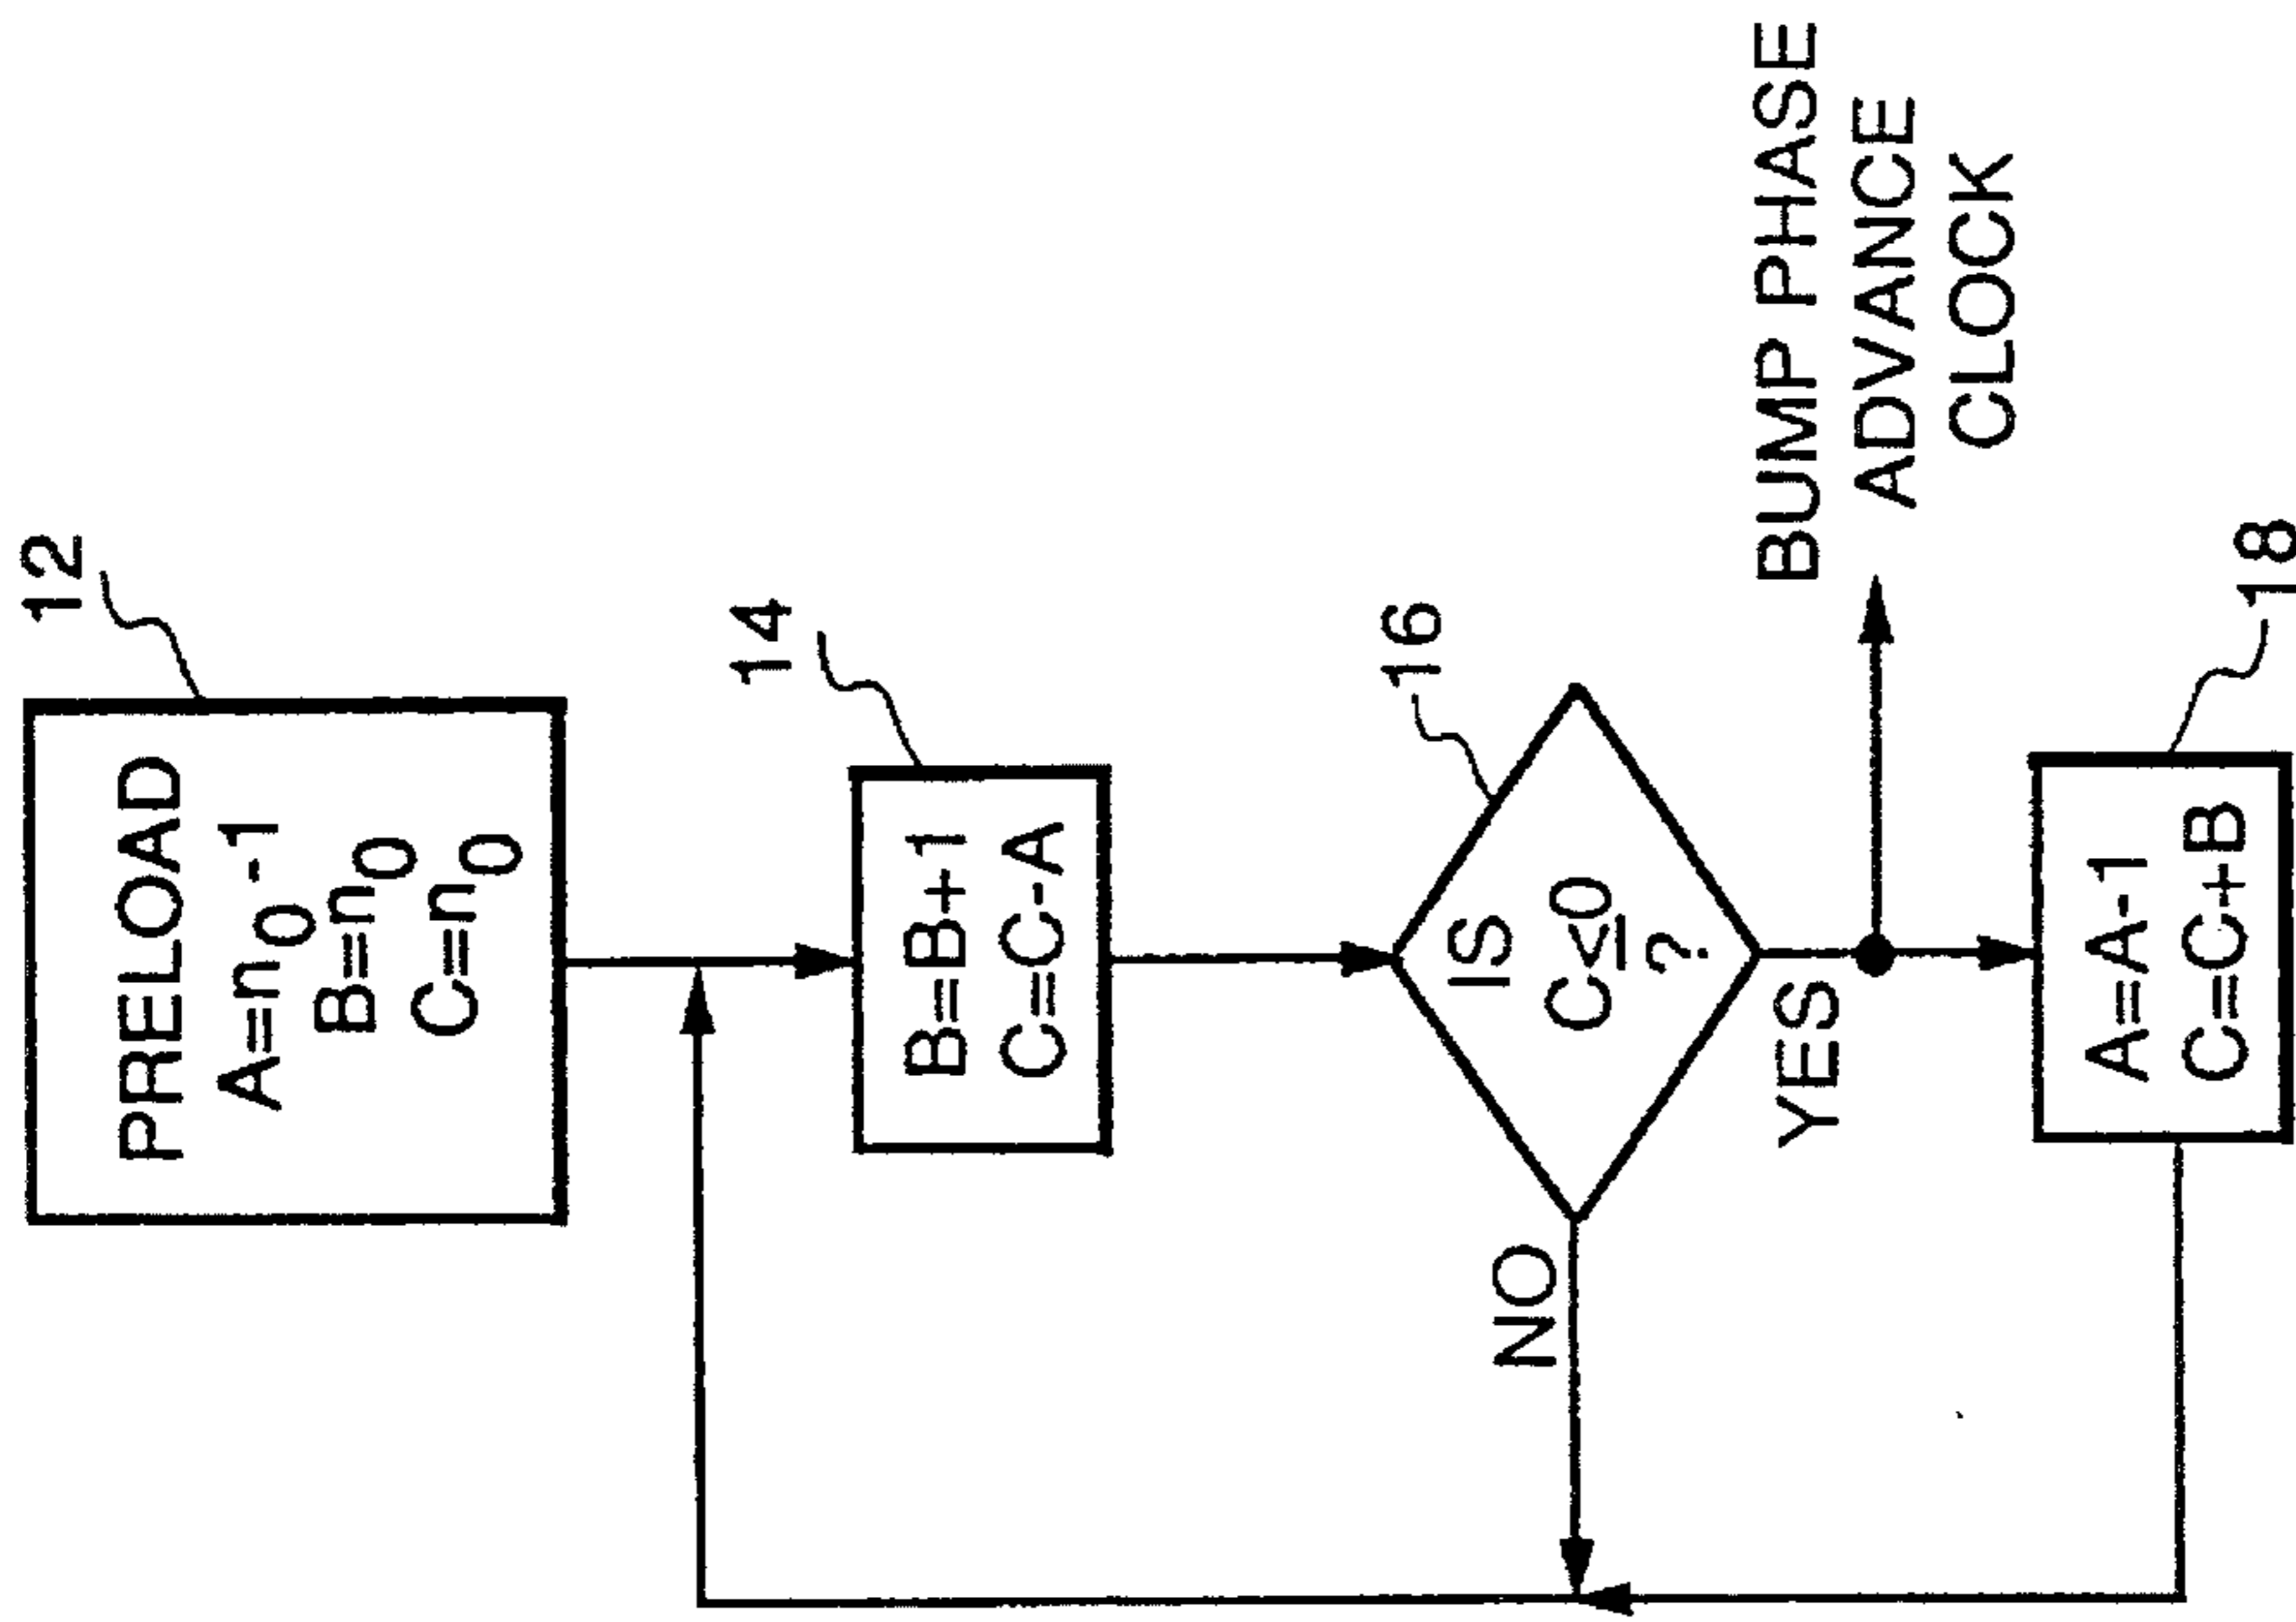 12
PRELOAD
A=n₀-1
B=n₀
C=n₀
14
B=B+1
C=C-A
16
IS
C≤0
?
NO
YES
BUMP PHASE
ADVANCE
CLOCK
18
A=A-1
C=C+B